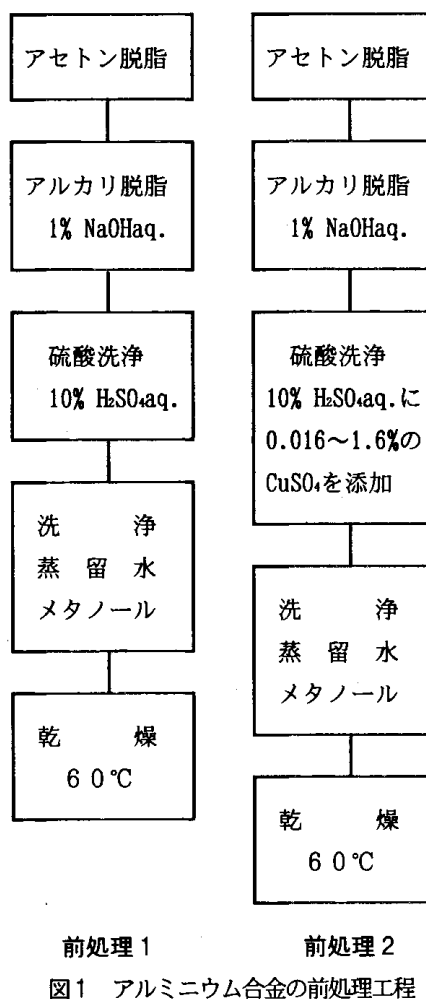 アセトン脱脂
アルカリ脱脂
1% NaOHaq.
硫酸洗浄
10% H₂SO₄aq.
洗 浄
蒸 留 水
メタノール
乾 燥
60℃
前処理1
アセトン脱脂
アルカリ脱脂
1% NaOHaq.
硫酸洗浄
10% H₂SO₄aq.に
0.016~1.6%の
CuSO₄を添加
洗 浄
蒸 留 水
メタノール
乾 燥
60℃
前処理2
図1 アルミニウム合金の前処理工程